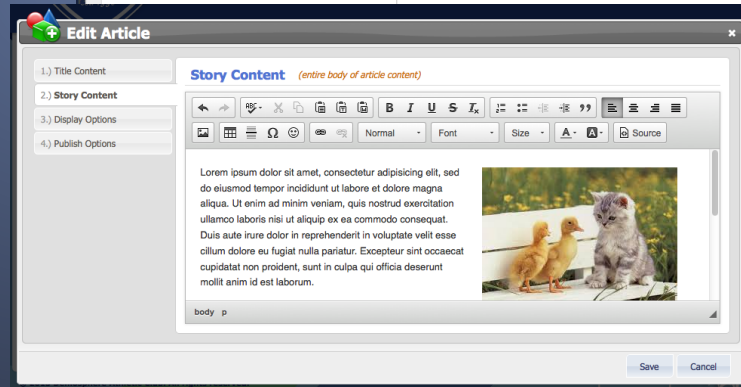 Edit Article
1.) Title Content
2.) Story Content
3.) Display Options
4.) Publish Options
Story Content (entire body of article content)
ABC B I U S Ix
Ω Normal Font Size A A Source
Lorem ipsum dolor sit amet, consectetur adipisicing elit, sed
do eiusmod tempor incididunt ut labore et dolore magna
aliqua. Ut enim ad minim veniam, quis nostrud exercitation
ullamco laboris nisi ut aliquip ex ea commodo consequat.
Duis aute irure dolor in reprehenderit in voluptate velit esse
cillum dolore eu fugiat nulla pariatur. Excepteur sint occaecat
cupidatat non proident, sunt in culpa qui officia deserunt
mollit anim id est laborum.
body p
Save Cancel